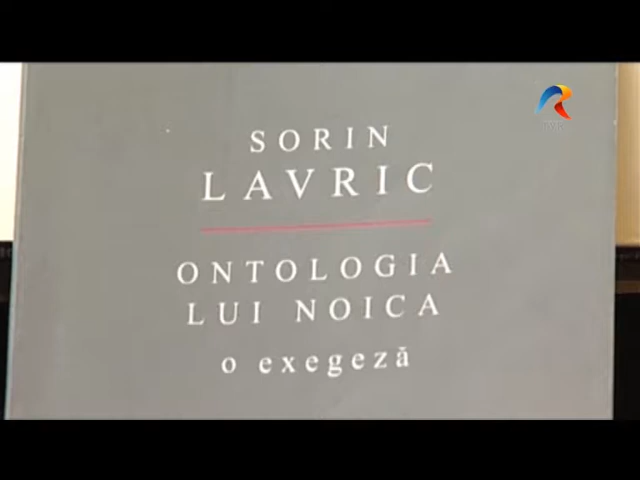 SORIN
LAVRIC
ONTOLOGIA
LUI NOICA
o exegeză